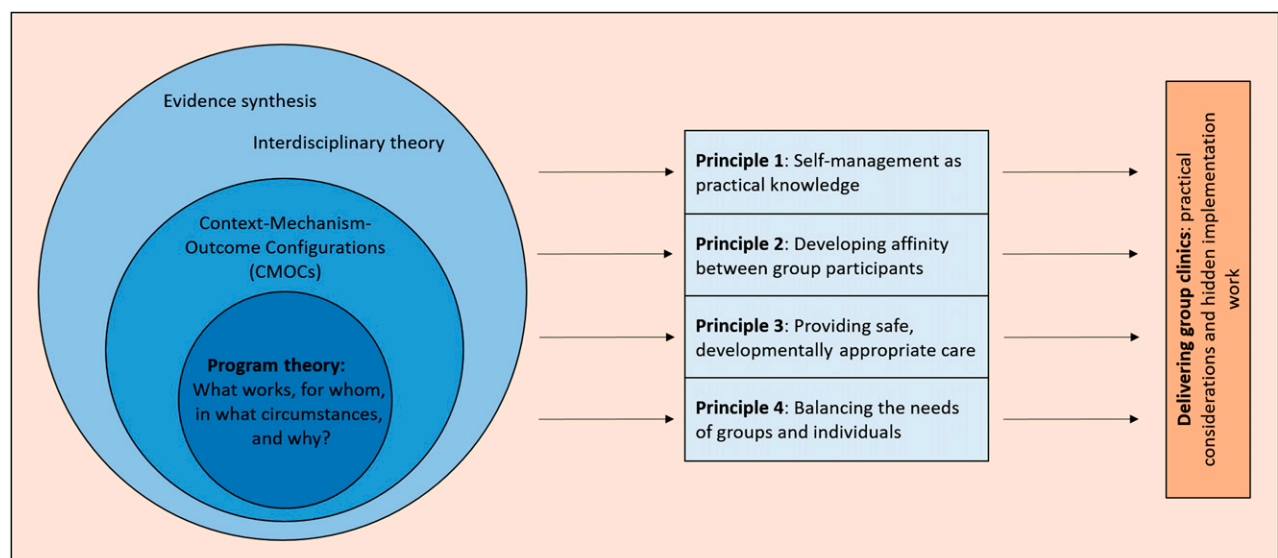 Evidence synthesis
Interdisciplinary theory
Context-Mechanism-
Outcome Configurations
(CMOCs)
Program theory:
What works, for whom,
in what circumstances,
and why?
Principle 1: Self-management as
practical knowledge
Principle 2: Developing affinity
between group participants
Principle 3: Providing safe,
developmentally appropriate care
Principle 4: Balancing the needs
of groups and individuals
Delivering group clinics: practical
considerations and hidden implementation
work